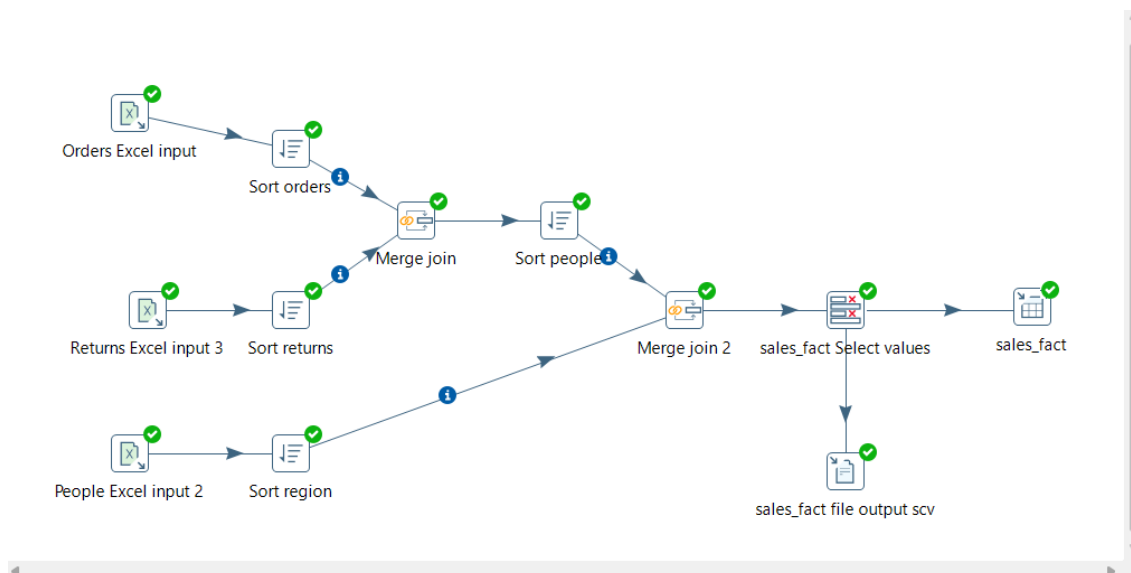 Orders Excel input
Sort orders
Merge join
Sort people
Returns Excel input 3
Sort returns
Merge join 2
sales_fact Select values
sales_fact
People Excel input 2
Sort region
sales_fact file output scv